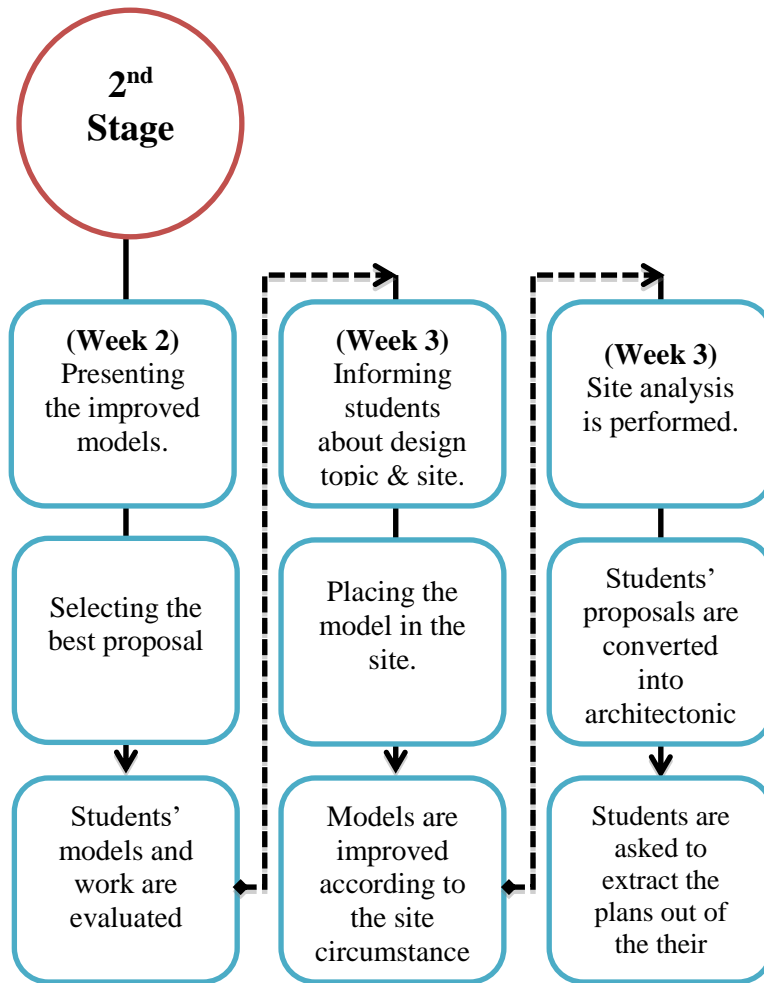 2nd
Stage
(Week 2)
Presenting
the improved
models.
Selecting the
best proposal
Students’
models and
work are
evaluated
(Week 3)
Informing
students
about design
topic & site.
Placing the
model in the
site.
Models are
improved
according to
the site
circumstance
(Week 3)
Site analysis
is performed.
Students’
proposals are
converted
into
architectonic
Students are
asked to
extract the
plans out of
the their